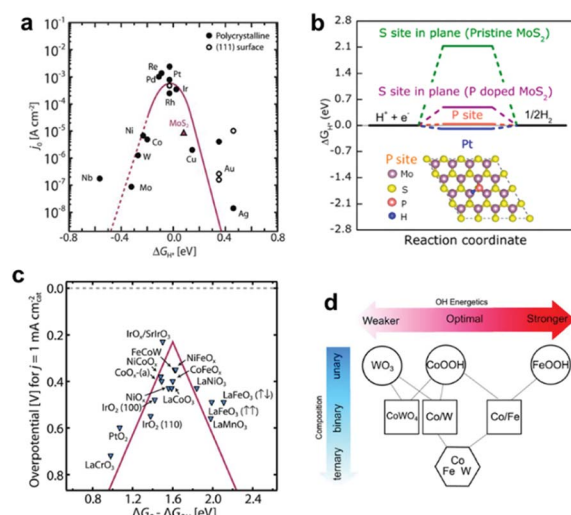 a
j₀ [A cm⁻²]
10⁻¹
10⁻²
10⁻³
10⁻⁴
10⁻⁵
10⁻⁶
10⁻⁷
10⁻⁸
Polycrystalline
(111) surface
Re
Pd
Pt
Ir
Rh
MoS₂
Ni
Co
W
Cu
Nb
Mo
Au
Ag
-0.8 -0.4 0.0 0.4 0.8
ΔG_H* [eV]
b
ΔG_H* (eV)
2.8
2.1
1.4
0.7
0.0
-0.7
-1.4
-2.1
-2.8
S site in plane (Pristine MoS₂)
S site in plane (P doped MoS₂)
P site
H⁺ + e⁻
1/2H₂
Pt
P site
Mo
S
P
H
Reaction coordinate
c
Overpotential [V] for j = 1 mA cm⁻²cat
0.0
0.2
0.4
0.6
0.8
IrOₓ/SrIrO₃
FeCoW
NiCoOₓ
NiFeOₓ
CoOₓ-(a)
CoFeOₓ
LaNiO₃
NiOₓ
LaCoO₃
LaFeO₃ (↑↓)
IrO₂ (100)
LaFeO₃ (↑↑)
IrO₂ (110)
LaMnO₃
PtO₂
LaCrO₃
0.8 1.2 1.6 2.0 2.4
d
OH Energetics
Weaker Optimal Stronger
Composition
unary
binary
ternary
WO₃
CoOOH
FeOOH
CoWO₄
Co/W
Co/Fe
Co
Fe W